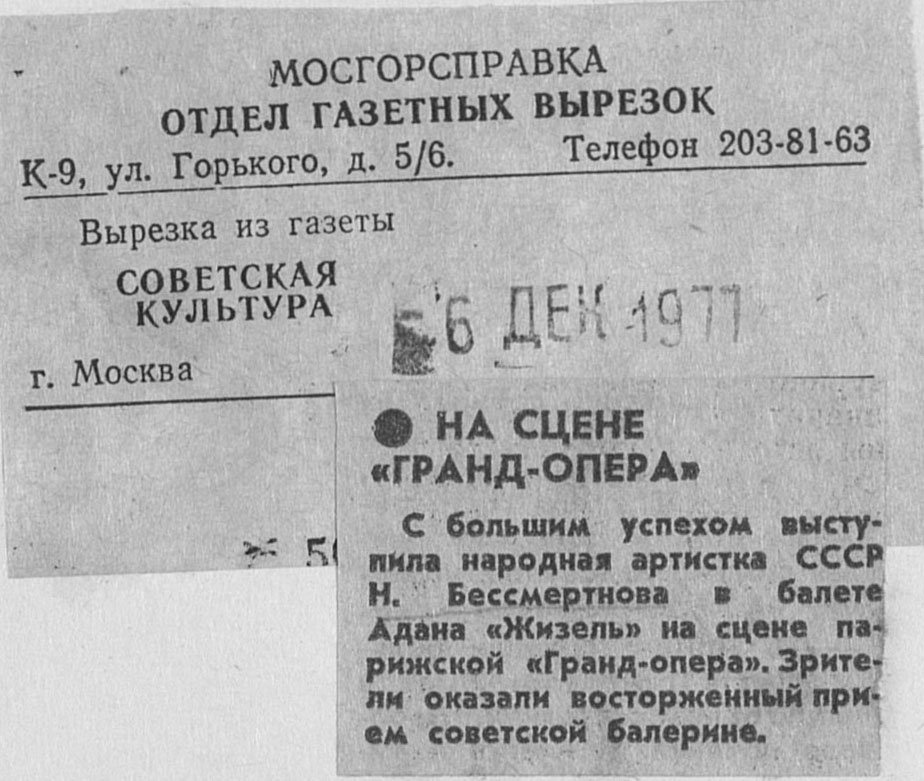 МОСГОРСПРАВКА
ОТДЕЛ ГАЗЕТНЫХ ВЫРЕЗОК
К-9, ул. Горького, д. 5/6. Телефон 203-81-63
Вырезка из газеты
СОВЕТСКАЯ
КУЛЬТУРА
6 ДЕК 1977
г. Москва
● НА СЦЕНЕ
«ГРАНД-ОПЕРА»
С большим успехом высту-
пила народная артистка СССР
Н. Бессмертнова в балете
Адана «Жизель» на сцене па-
рижской «Гранд-опера». Зрите-
ли оказали восторженный при-
ем советской балерине.